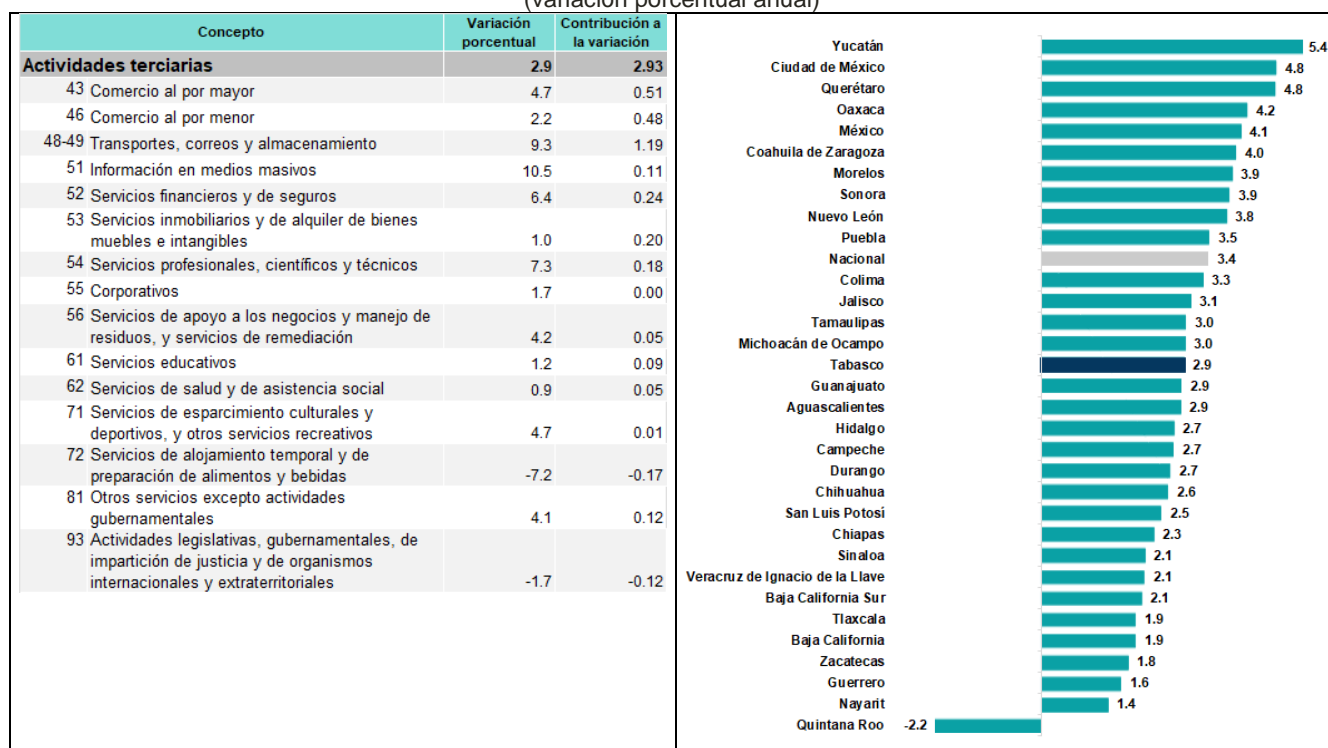 (variación porcentual anual)
Concepto Variación porcentual Contribución a la variación
Actividades terciarias 2.9 2.93
43 Comercio al por mayor 4.7 0.51
46 Comercio al por menor 2.2 0.48
48-49 Transportes, correos y almacenamiento 9.3 1.19
51 Información en medios masivos 10.5 0.11
52 Servicios financieros y de seguros 6.4 0.24
53 Servicios inmobiliarios y de alquiler de bienes
muebles e intangibles 1.0 0.20
54 Servicios profesionales, científicos y técnicos 7.3 0.18
55 Corporativos 1.7 0.00
56 Servicios de apoyo a los negocios y manejo de
residuos, y servicios de remediación 4.2 0.05
61 Servicios educativos 1.2 0.09
62 Servicios de salud y de asistencia social 0.9 0.05
71 Servicios de esparcimiento culturales y
deportivos, y otros servicios recreativos 4.7 0.01
72 Servicios de alojamiento temporal y de
preparación de alimentos y bebidas -7.2 -0.17
81 Otros servicios excepto actividades
gubernamentales 4.1 0.12
93 Actividades legislativas, gubernamentales, de
impartición de justicia y de organismos
internacionales y extraterritoriales -1.7 -0.12
Yucatán 5.4
Ciudad de México 4.8
Querétaro 4.8
Oaxaca 4.2
México 4.1
Coahuila de Zaragoza 4.0
Morelos 3.9
Sonora 3.9
Nuevo León 3.8
Puebla 3.5
Nacional 3.4
Colima 3.3
Jalisco 3.1
Tamaulipas 3.0
Michoacán de Ocampo 3.0
Tabasco 2.9
Guanajuato 2.9
Aguascalientes 2.9
Hidalgo 2.7
Campeche 2.7
Durango 2.7
Chihuahua 2.6
San Luis Potosí 2.5
Chiapas 2.3
Sinaloa 2.1
Veracruz de Ignacio de la Llave 2.1
Baja California Sur 2.1
Tlaxcala 1.9
Baja California 1.9
Zacatecas 1.8
Guerrero 1.6
Nayarit 1.4
Quintana Roo -2.2